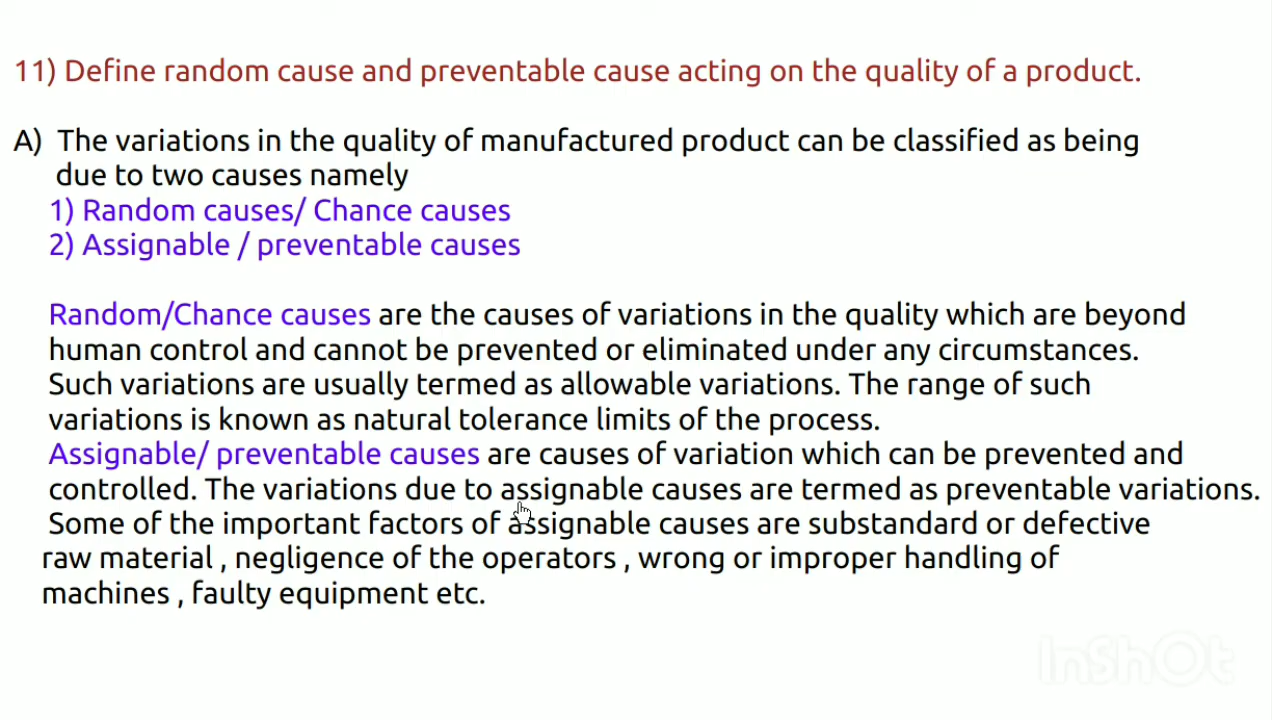 11) Define random cause and preventable cause acting on the quality of a product.
A) The variations in the quality of manufactured product can be classified as being
due to two causes namely
1) Random causes/ Chance causes
2) Assignable / preventable causes
Random/Chance causes are the causes of variations in the quality which are beyond
human control and cannot be prevented or eliminated under any circumstances.
Such variations are usually termed as allowable variations. The range of such
variations is known as natural tolerance limits of the process.
Assignable/ preventable causes are causes of variation which can be prevented and
controlled. The variations due to assignable causes are termed as preventable variations.
Some of the important factors of assignable causes are substandard or defective
raw material , negligence of the operators , wrong or improper handling of
machines , faulty equipment etc.
InShOt